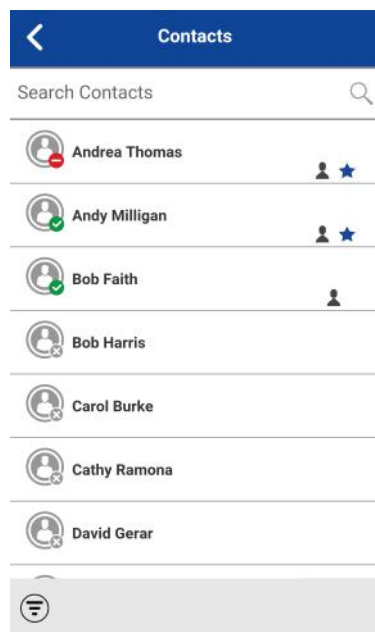 Contacts
Search Contacts
Andrea Thomas
Andy Milligan
Bob Faith
Bob Harris
Carol Burke
Cathy Ramona
David Gerar